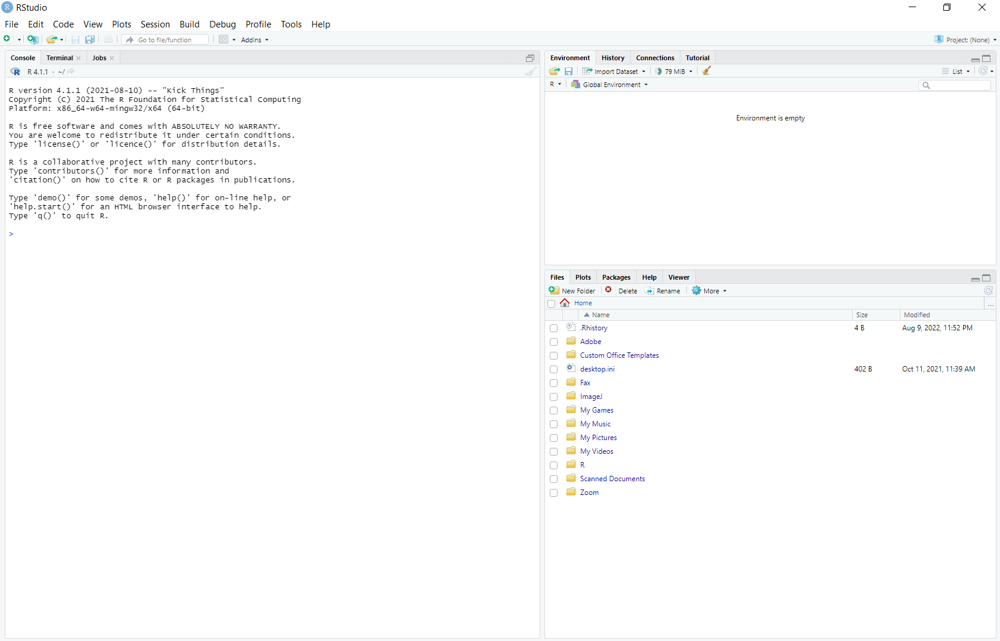 R RStudio
File Edit Code View Plots Session Build Debug Profile Tools Help
Go to file/function Addins R Project: (None)
Console Terminal Jobs
R R 4.1.1 · ~/
R version 4.1.1 (2021-08-10) -- "Kick Things"
Copyright (C) 2021 The R Foundation for Statistical Computing
Platform: x86_64-w64-mingw32/x64 (64-bit)
R is free software and comes with ABSOLUTELY NO WARRANTY.
You are welcome to redistribute it under certain conditions.
Type 'license()' or 'licence()' for distribution details.
R is a collaborative project with many contributors.
Type 'contributors()' for more information and
'citation()' on how to cite R or R packages in publications.
Type 'demo()' for some demos, 'help()' for on-line help, or
'help.start()' for an HTML browser interface to help.
Type 'q()' to quit R.
>
Environment History Connections Tutorial
Import Dataset 79 MiB List
R Global Environment
Environment is empty
Files Plots Packages Help Viewer
New Folder Delete Rename More
Home ...
Name Size Modified
.Rhistory 4 B Aug 9, 2022, 11:52 PM
Adobe
Custom Office Templates
desktop.ini 402 B Oct 11, 2021, 11:39 AM
Fax
ImageJ
My Games
My Music
My Pictures
My Videos
R
Scanned Documents
Zoom